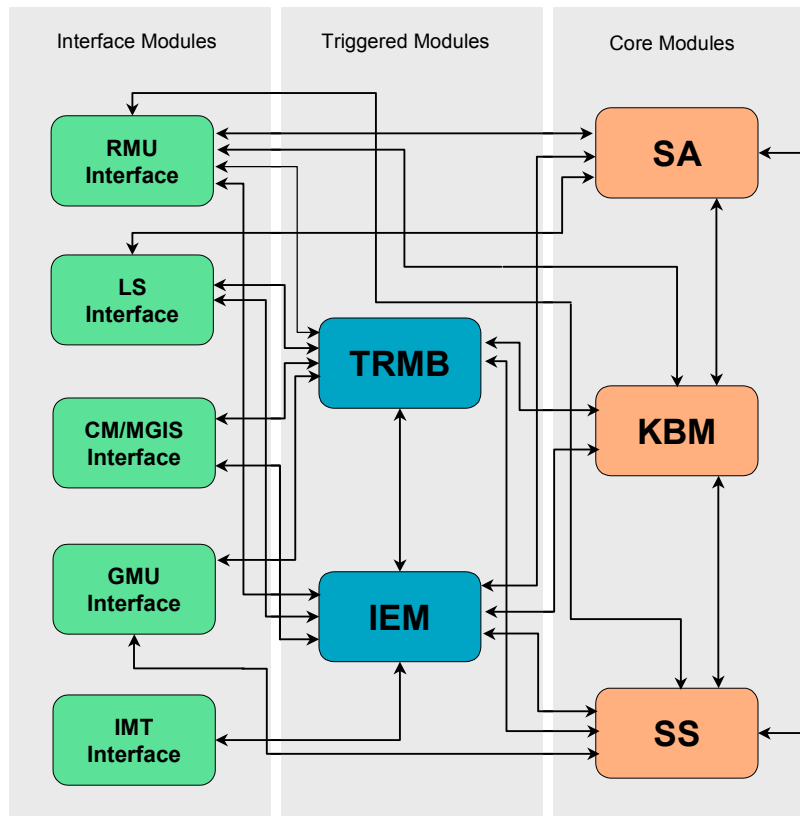 Interface Modules
Triggered Modules
Core Modules
RMU
Interface
SA
LS
Interface
TRMB
CM/MGIS
Interface
KBM
GMU
Interface
IEM
IMT
Interface
SS